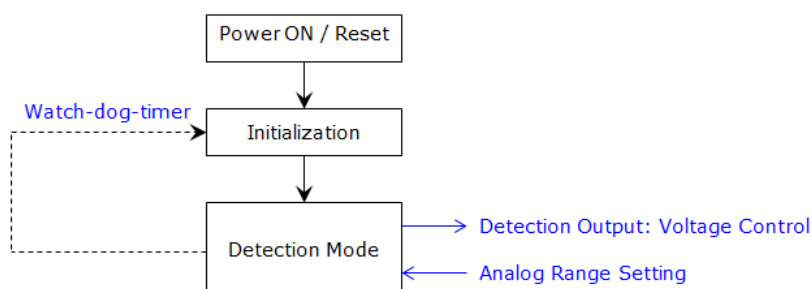 Power ON / Reset
Watch-dog-timer
Initialization
Detection Output: Voltage Control
Detection Mode
Analog Range Setting